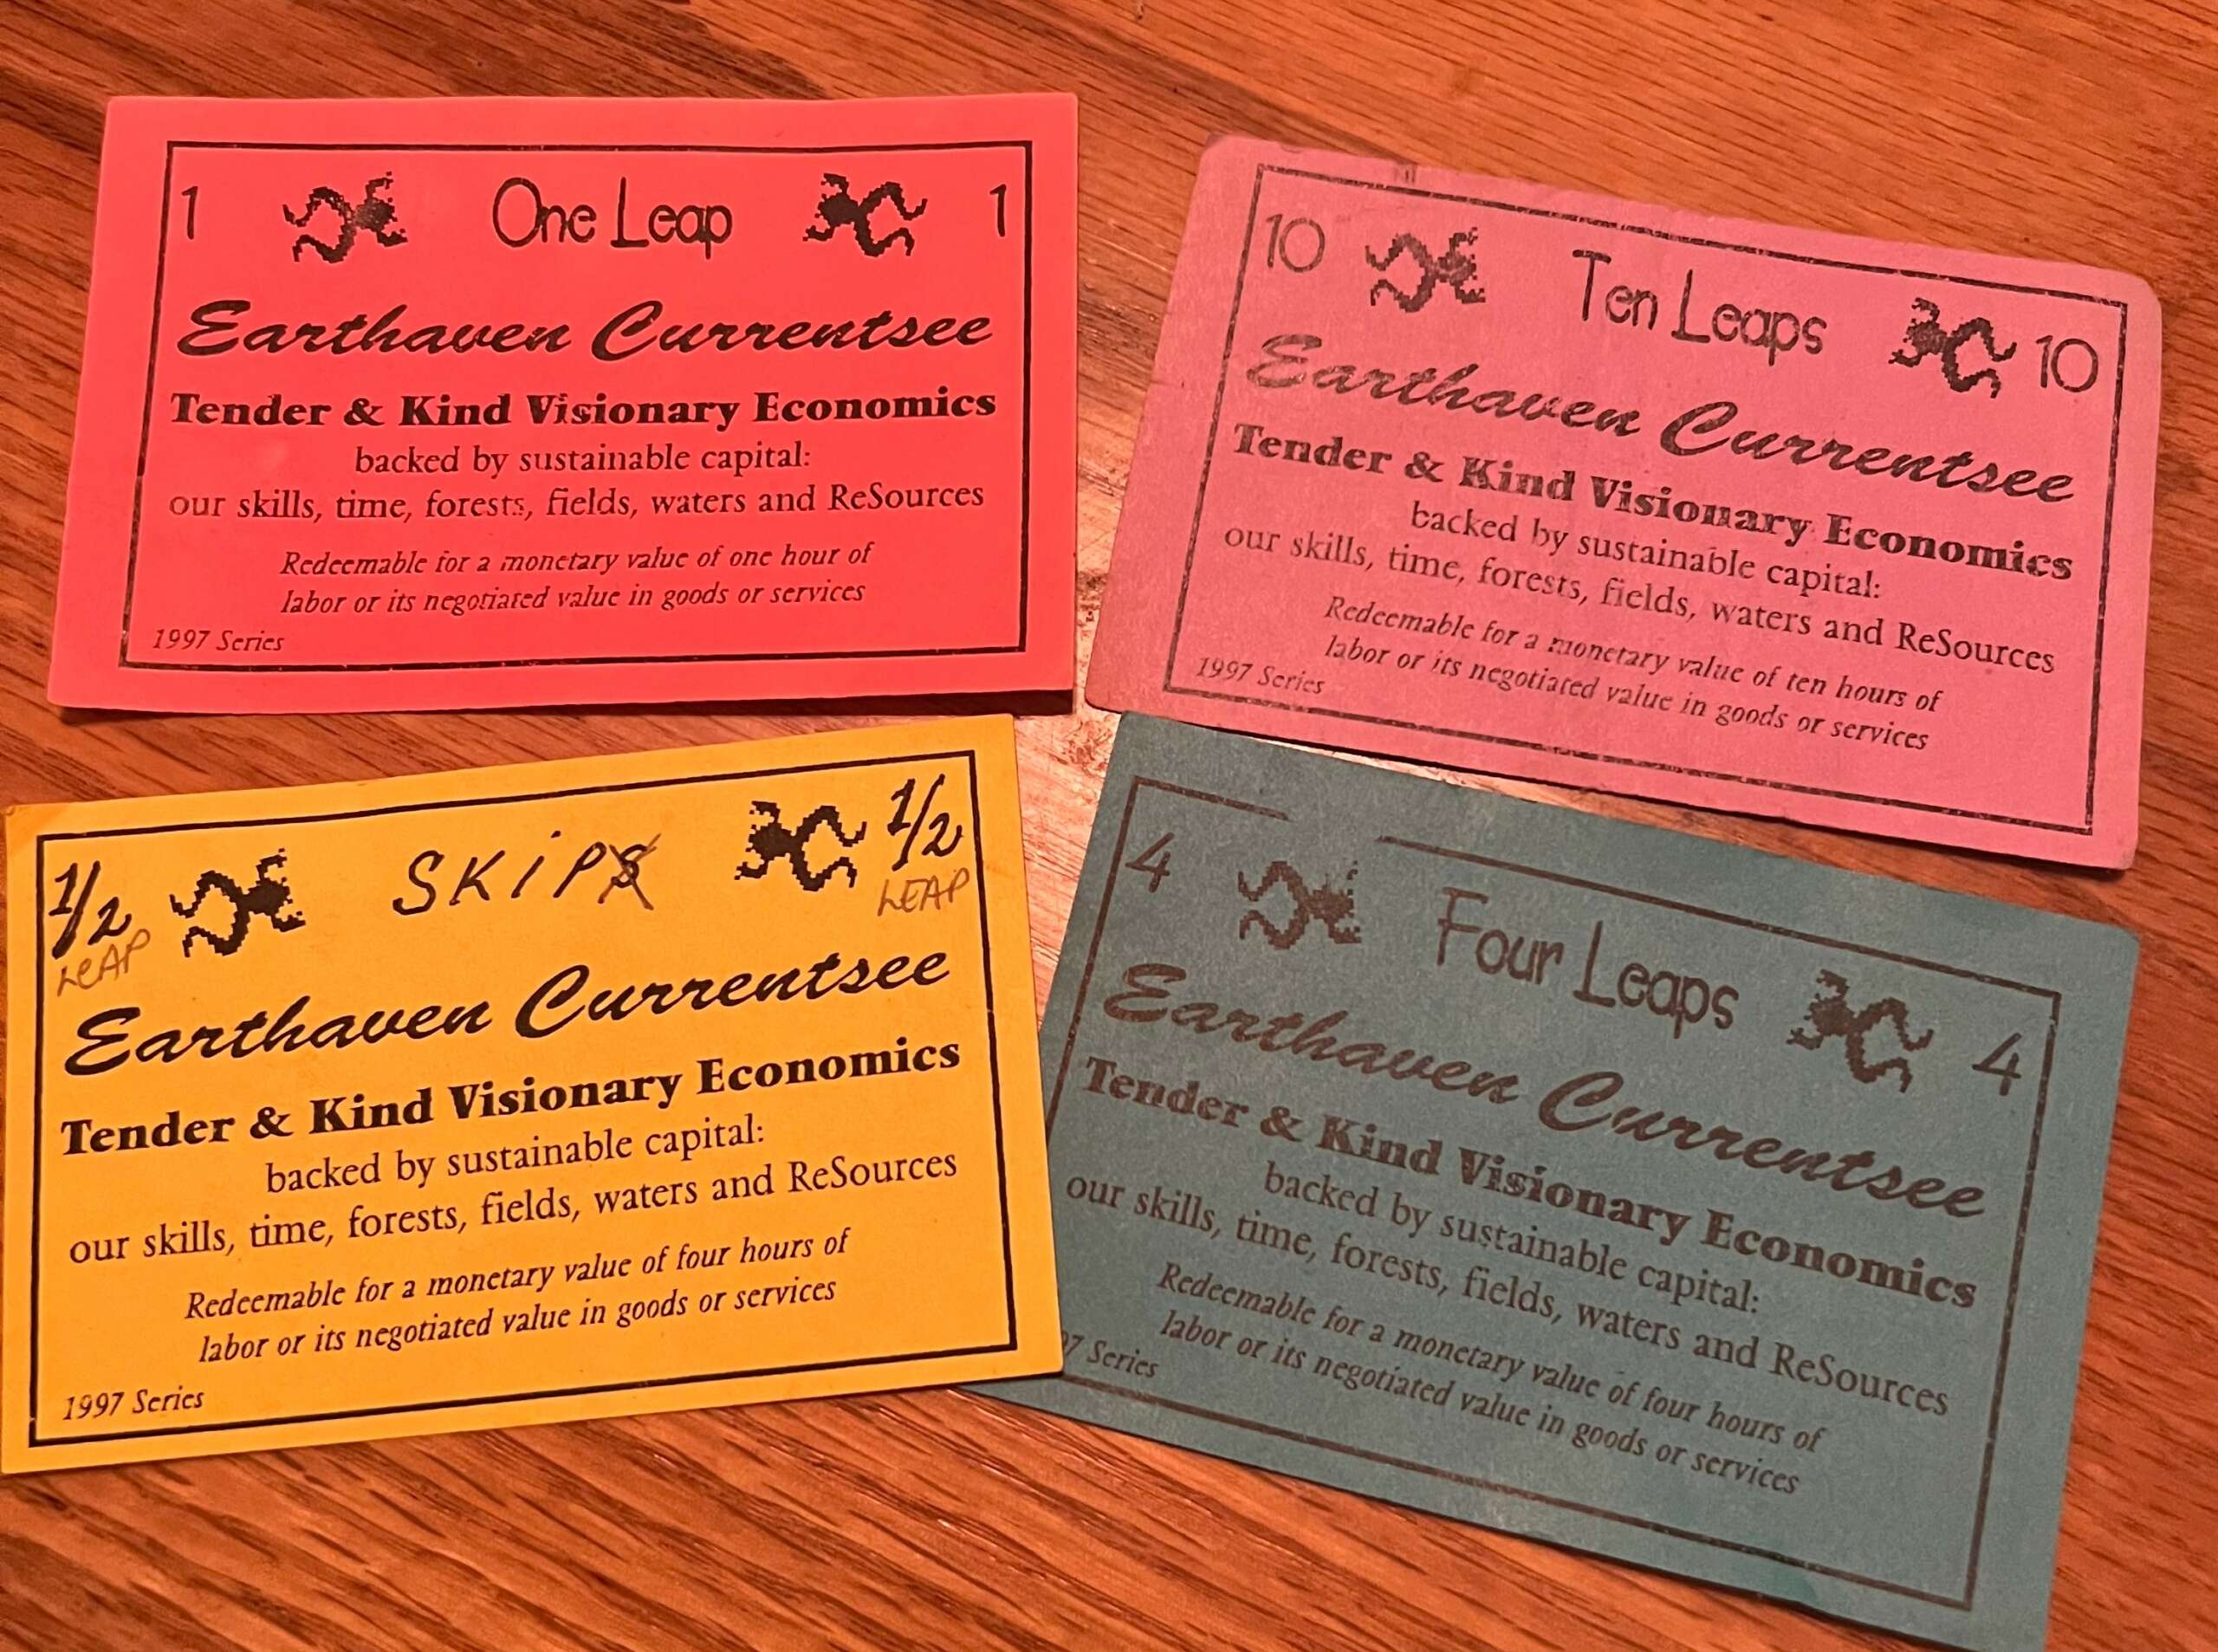 1 One Leap 1
Earthaven Currentsee
Tender & Kind Visionary Economics
backed by sustainable capital:
our skills, time, forests, fields, waters and ReSources
Redeemable for a monetary value of one hour of
labor or its negotiated value in goods or services
1997 Series
10 Ten Leaps 10
Earthaven Currentsee
Tender & Kind Visionary Economics
backed by sustainable capital:
our skills, time, forests, fields, waters and ReSources
Redeemable for a monetary value of ten hours of
labor or its negotiated value in goods or services
1997 Series
1/2 SKiPS 1/2
LEAP LEAP
Earthaven Currentsee
Tender & Kind Visionary Economics
backed by sustainable capital:
our skills, time, forests, fields, waters and ReSources
Redeemable for a monetary value of four hours of
labor or its negotiated value in goods or services
1997 Series
4 Four Leaps 4
Earthaven Currentsee
Tender & Kind Visionary Economics
backed by sustainable capital:
our skills, time, forests, fields, waters and ReSources
Redeemable for a monetary value of four hours of
labor or its negotiated value in goods or services
97 Series